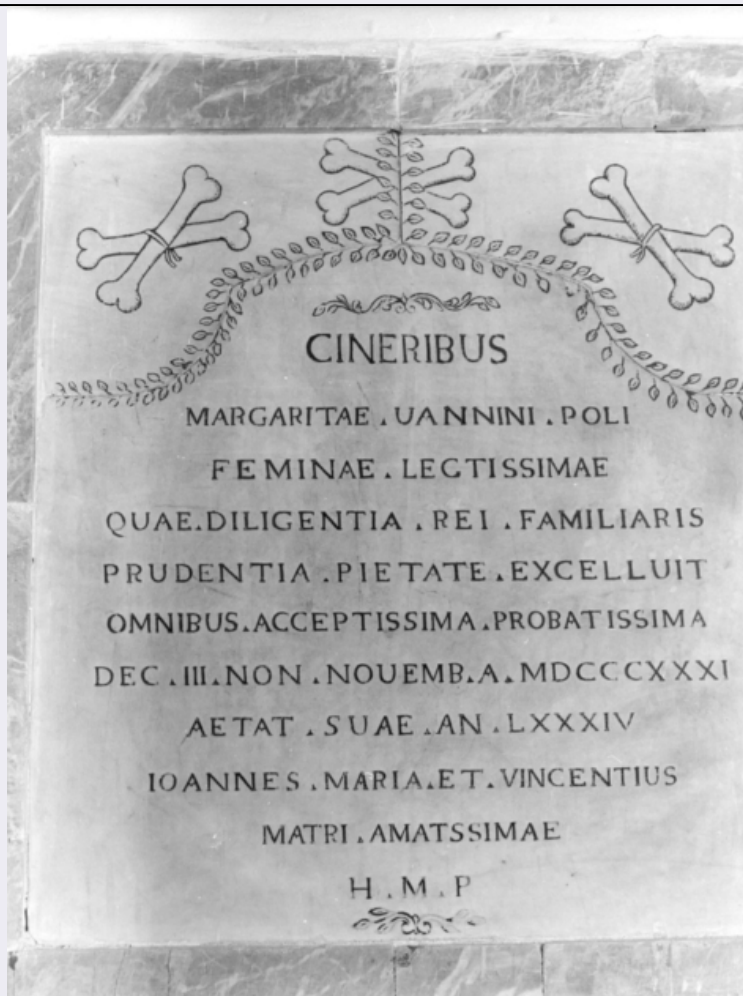 CINERIBUS
MARGARITAE . UANNINI . POLI
FEMINAE . LECTISSIMAE
QUAE . DILIGENTIA . REI . FAMILIARIS
PRUDENTIA . PIETATE . EXCELLUIT
OMNIBUS . ACCEPTISSIMA . PROBATISSIMA
DEC . III . NON . NOUEMB . A . MDCCCXXXI
AETAT . SUAE . AN . LXXXIV
IOANNES . MARIA . ET . VINCENTIUS
MATRI . AMATSSIMAE
H . M . P